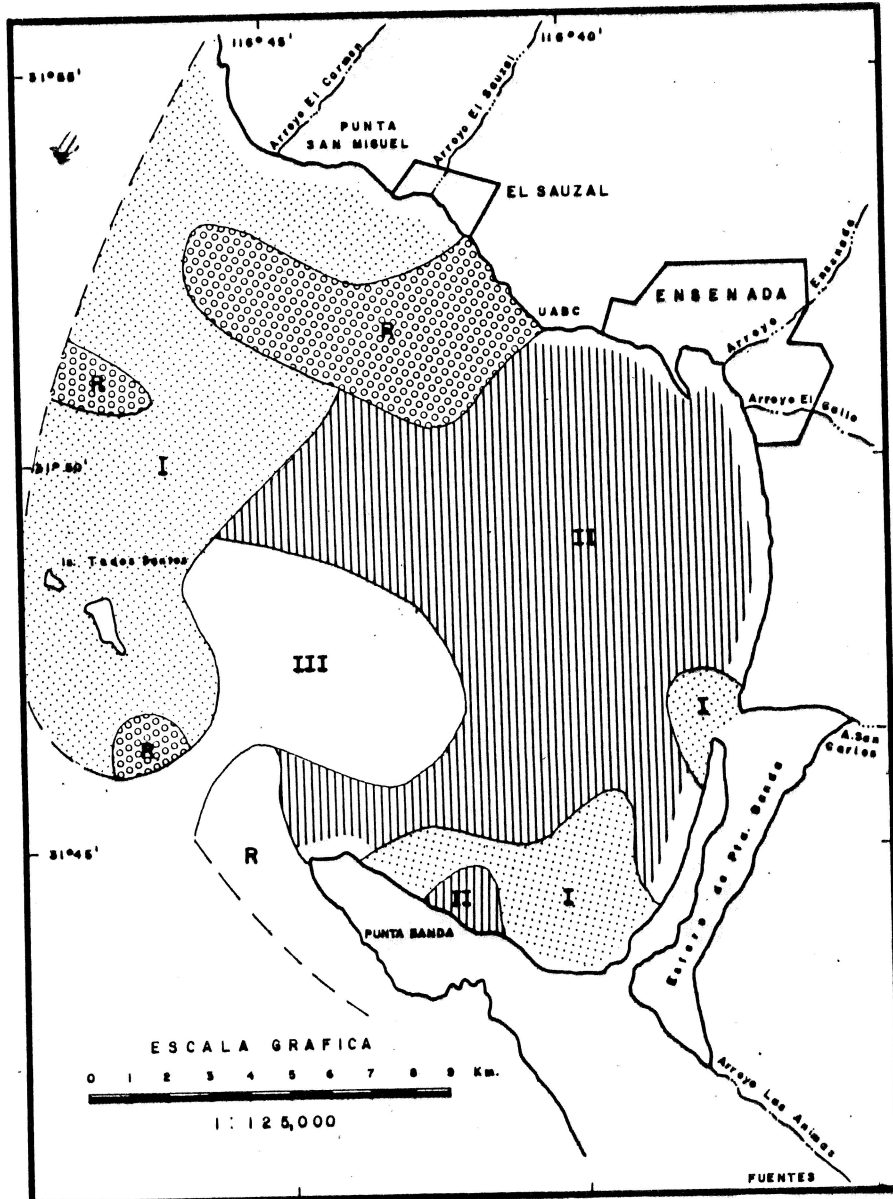 116°45'
116°40'
31°55'
Arroyo El Carmen
Arroyo El Sauzal
PUNTA
SAN MIGUEL
EL SAUZAL
ENSENADA
Arroyo Ensenada
UABC
R
R
Arroyo El Gallo
31°50'
I
II
Is. Todos Santos
III
I
R
A. San
Carlos
31°45'
R
Estero de Pta. Banda
II
I
PUNTA BANDA
ESCALA GRAFICA
0 1 2 3 4 5 6 7 8 9 Km.
1:125,000
Arroyo Las Animas
FUENTES